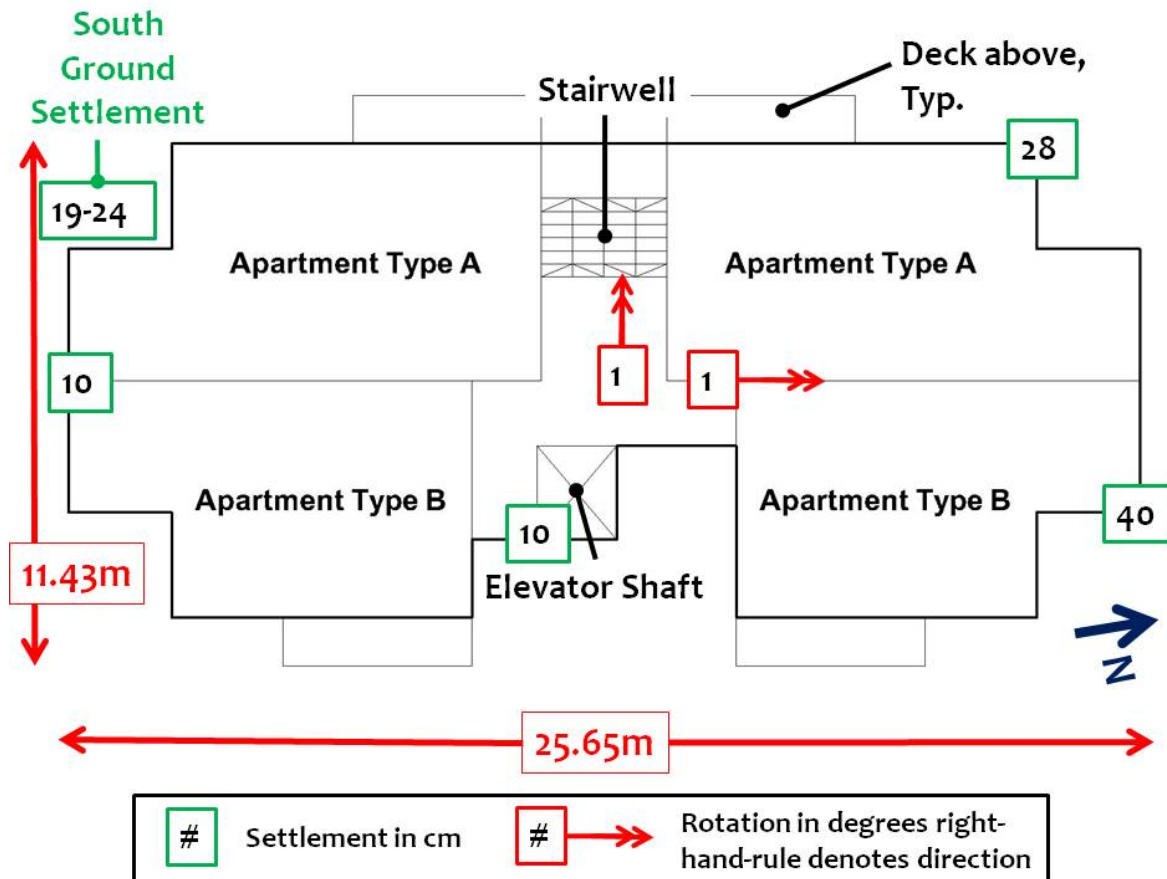 South
Ground
Settlement
Stairwell
Deck above,
Typ.
28
19-24
Apartment Type A
Apartment Type A
10
1
1
Apartment Type B
Apartment Type B
10
40
Elevator Shaft
11.43m
N
25.65m
# Settlement in cm
# Rotation in degrees right-
hand-rule denotes direction